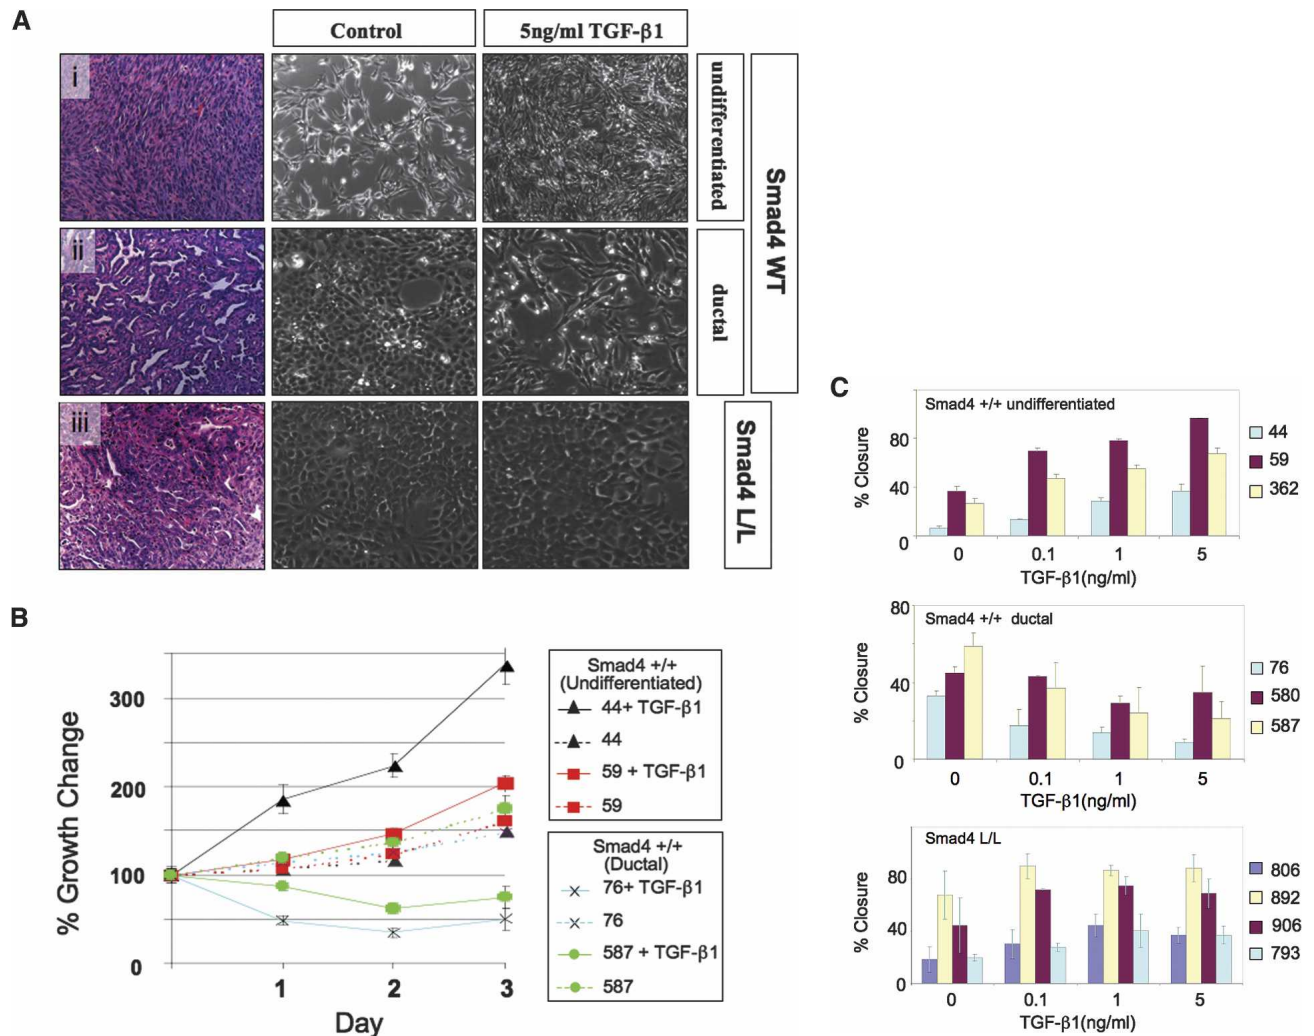 A
Control
5ng/ml TGF-β1
i
undifferentiated
ii
ductal
Smad4 WT
iii
Smad4 L/L
B
% Growth Change
300
200
100
0
1
2
3
Day
Smad4 +/+
(Undifferentiated)
44+ TGF-β1
44
59 + TGF-β1
59
Smad4 +/+
(Ductal)
76+ TGF-β1
76
587 + TGF-β1
587
C
Smad4 +/+ undifferentiated
% Closure
80
40
0
0
0.1
1
5
TGF-β1(ng/ml)
44
59
362
Smad4 +/+ ductal
% Closure
80
40
0
0
0.1
1
5
TGF-β1(ng/ml)
76
580
587
Smad4 L/L
% Closure
80
40
0
0
0.1
1
5
TGF-β1(ng/ml)
806
892
906
793